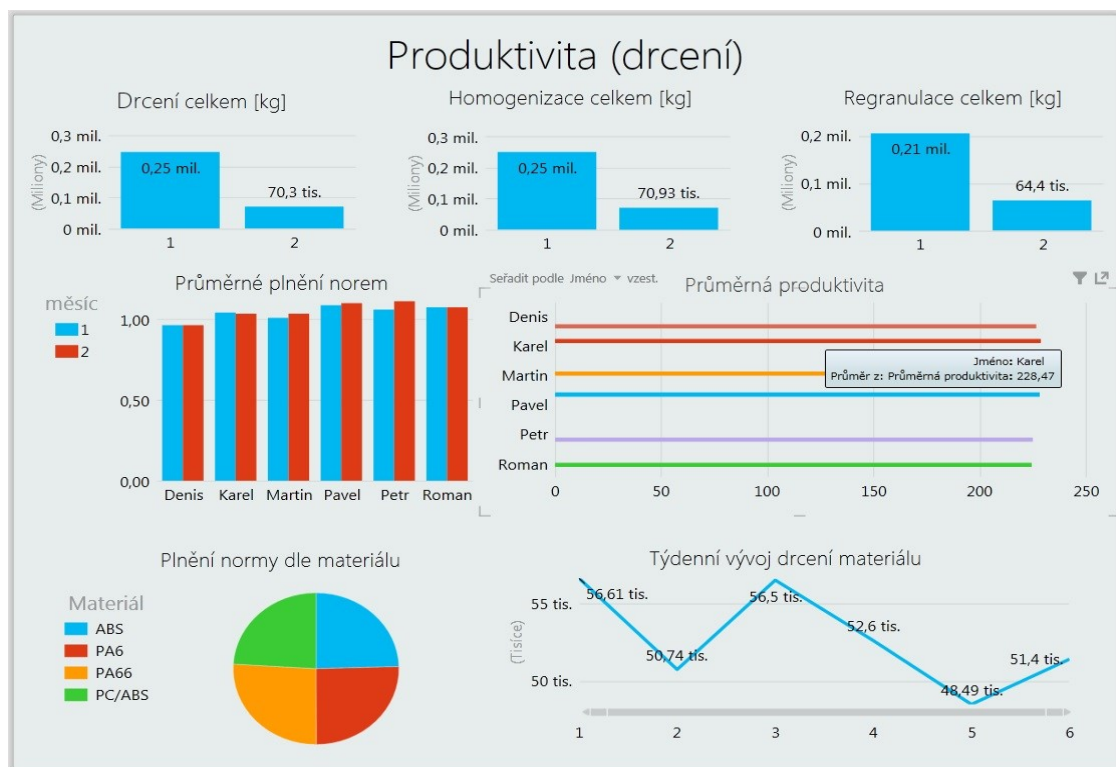 Produktivita (drcení)
Drcení celkem [kg]
(Miliony)
0,3 mil.
0,2 mil.
0,1 mil.
0 mil.
0,25 mil.
70,3 tis.
1 2
Homogenizace celkem [kg]
(Miliony)
0,3 mil.
0,2 mil.
0,1 mil.
0 mil.
0,25 mil.
70,93 tis.
1 2
Regranulace celkem [kg]
(Miliony)
0,2 mil.
0,1 mil.
0 mil.
0,21 mil.
64,4 tis.
1 2
Průměrné plnění norem
měsíc
1
2
1,00
0,50
0,00
Denis Karel Martin Pavel Petr Roman
Seřadit podle Jméno vzest.
Průměrná produktivita
Denis
Karel
Martin
Pavel
Petr
Roman
Jméno: Karel
Průměr z: Průměrná produktivita: 228,47
0 50 100 150 200 250
Plnění normy dle materiálu
Materiál
ABS
PA6
PA66
PC/ABS
Týdenní vývoj drcení materiálu
(Tisíce)
55 tis.
50 tis.
56,61 tis.
50,74 tis.
56,5 tis.
52,6 tis.
48,49 tis.
51,4 tis.
1 2 3 4 5 6